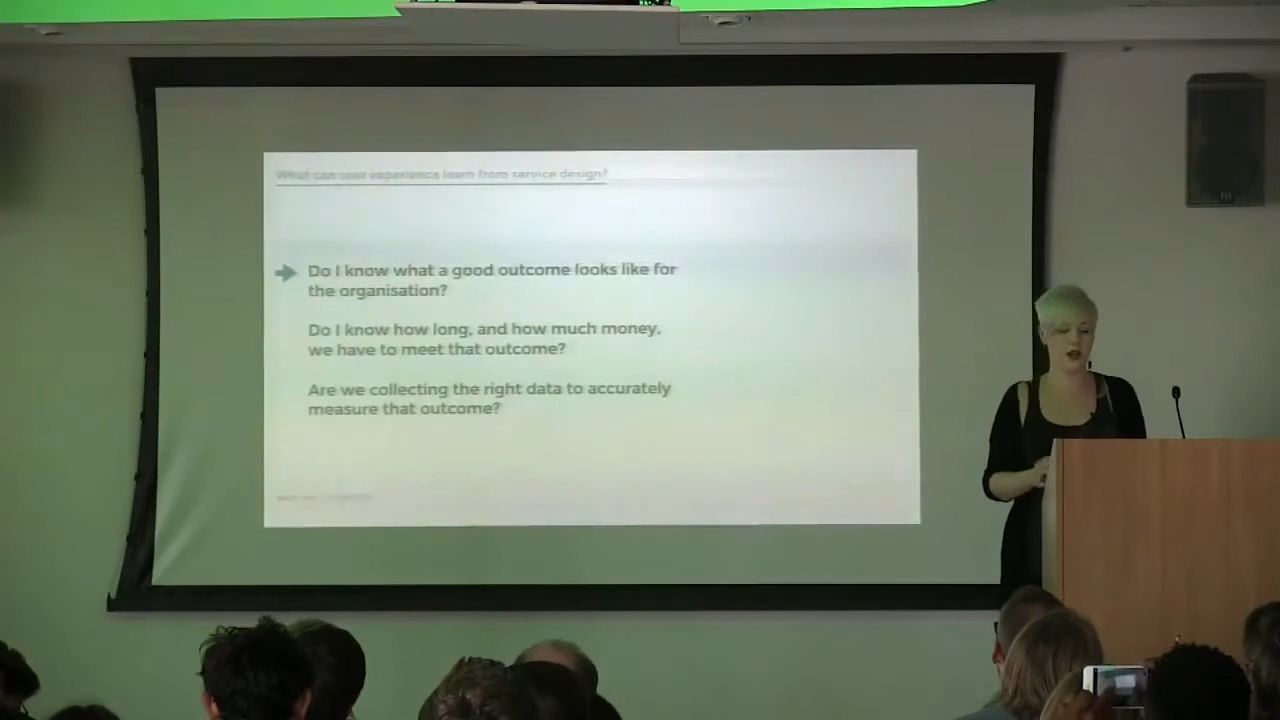 What can user experience learn from service design?
Do I know what a good outcome looks like for
the organisation?
Do I know how long, and how much money,
we have to meet that outcome?
Are we collecting the right data to accurately
measure that outcome?